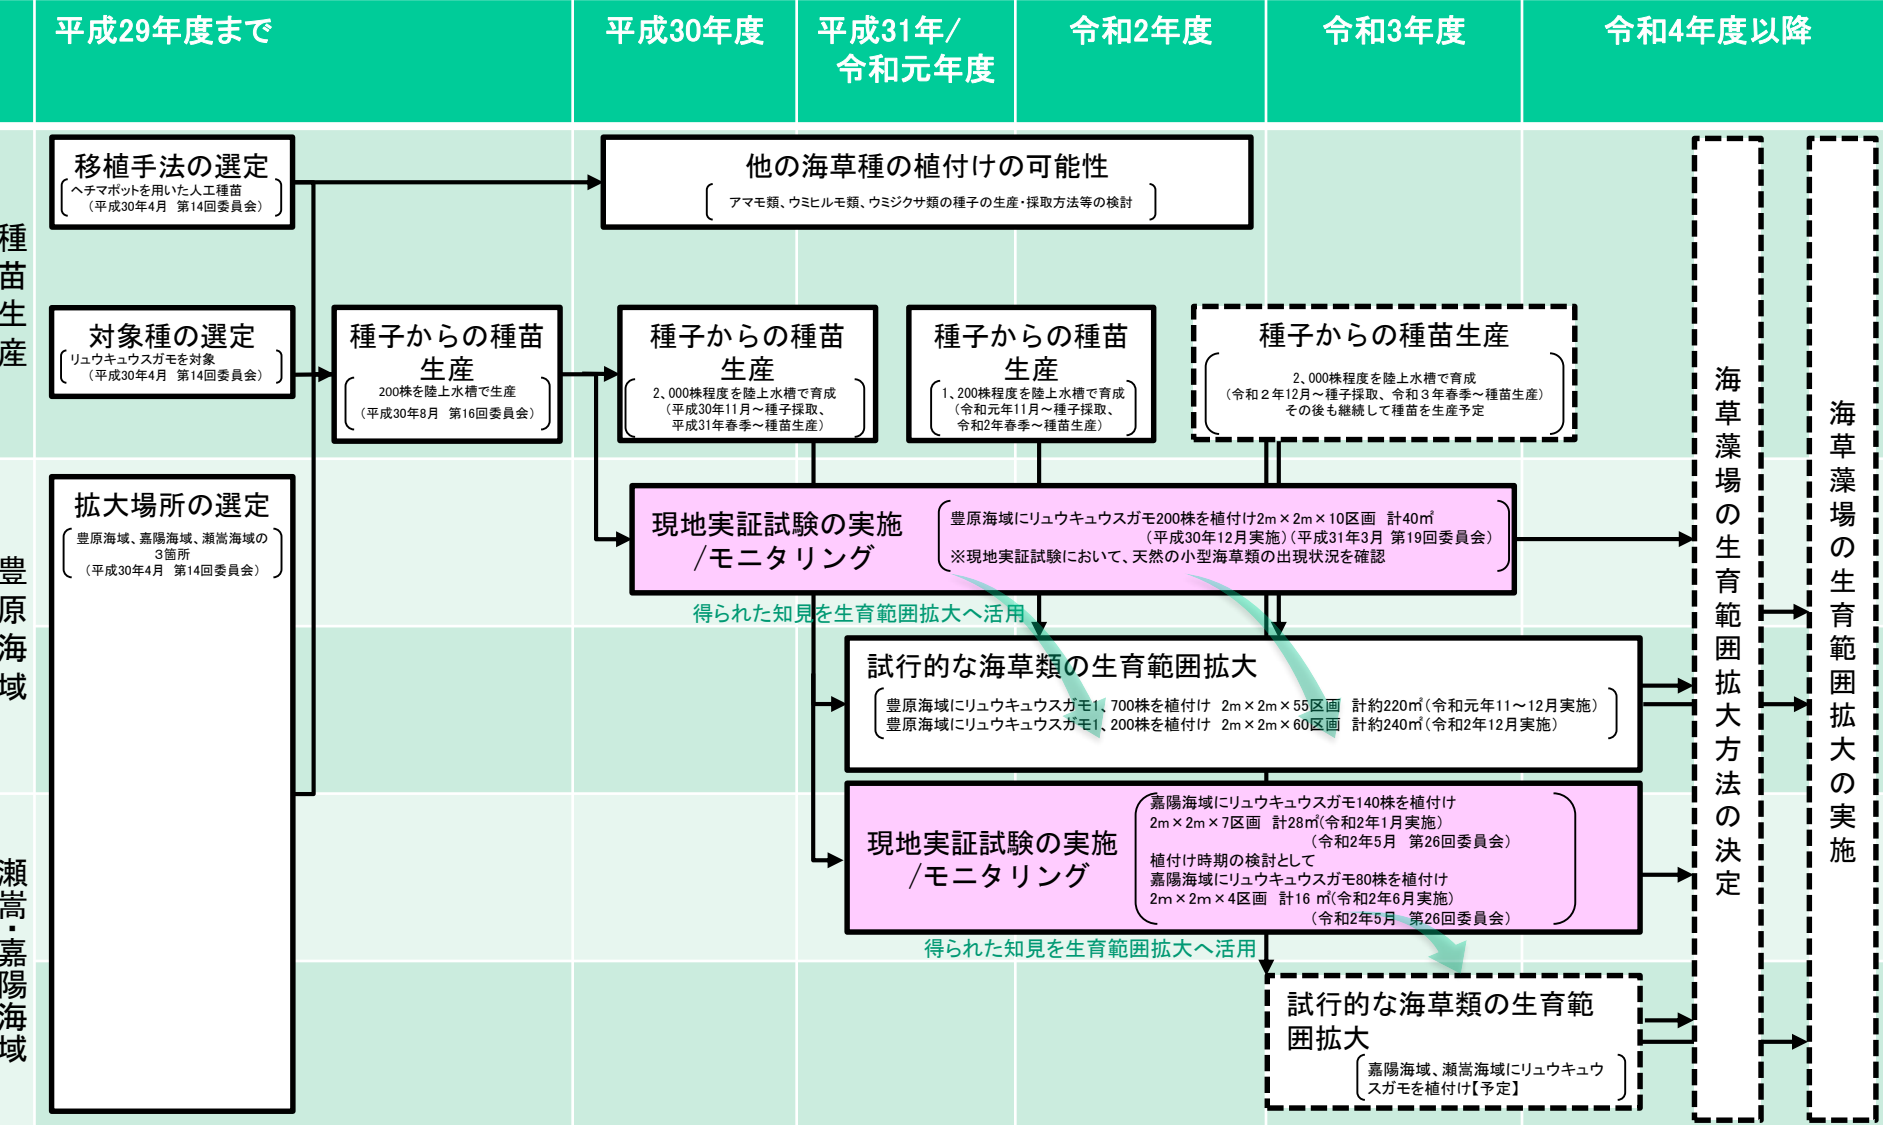 平成29年度まで
平成30年度
平成31年/
令和元年度
令和2年度
令和3年度
令和4年度以降
種苗生産
移植手法の選定
ヘチマポットを用いた人工種苗
(平成30年4月 第14回委員会)
他の海草種の植付けの可能性
アマモ類、ウミヒルモ類、ウミジグサ類の種子の生産・採取方法等の検討
対象種の選定
リュウキュウスガモを対象
(平成30年4月 第14回委員会)
種子からの種苗
生産
200株を陸上水槽で生産
(平成30年8月 第16回委員会)
種子からの種苗
生産
2、000株程度を陸上水槽で育成
(平成30年11月～種子採取、
平成31年春季～種苗生産)
種子からの種苗
生産
1、200株程度を陸上水槽で育成
(令和元年11月～種子採取、
令和2年春季～種苗生産)
種子からの種苗生産
2、000株程度を陸上水槽で育成
(令和２年12月～種子採取、令和３年春季～種苗生産)
その後も継続して種苗を生産予定
豊原海域
拡大場所の選定
豊原海域、嘉陽海域、瀬嵩海域の
３箇所
(平成30年4月 第14回委員会)
現地実証試験の実施
/モニタリング
豊原海域にリュウキュウスガモ200株を植付け2m×2m×10区画 計40㎡
(平成30年12月実施)(平成31年3月 第19回委員会)
※現地実証試験において、天然の小型海草類の出現状況を確認
得られた知見を生育範囲拡大へ活用
試行的な海草類の生育範囲拡大
豊原海域にリュウキュウスガモ1、700株を植付け 2m×2m×55区画 計約220㎡(令和元年11～12月実施)
豊原海域にリュウキュウスガモ1、200株を植付け 2m×2m×60区画 計約240㎡(令和2年12月実施)
瀬嵩・嘉陽海域
現地実証試験の実施
/モニタリング
嘉陽海域にリュウキュウスガモ140株を植付け
2m×2m×7区画 計28㎡(令和2年1月実施)
(令和2年5月 第26回委員会)
植付け時期の検討として
嘉陽海域にリュウキュウスガモ80株を植付け
2m×2m×4区画 計16 ㎡(令和2年6月実施)
(令和2年5月 第26回委員会)
得られた知見を生育範囲拡大へ活用
試行的な海草類の生育範
囲拡大
嘉陽海域、瀬嵩海域にリュウキュウ
スガモを植付け【予定】
海草藻場の生育範囲拡大方法の決定
海草藻場の生育範囲拡大の実施